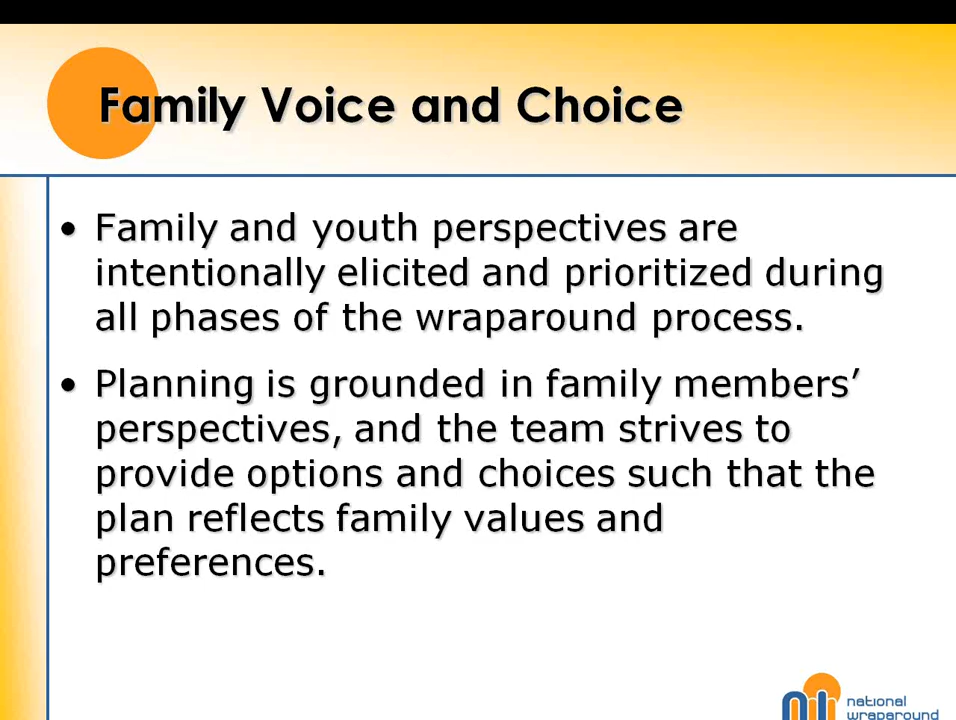 Family Voice and Choice
• Family and youth perspectives are
intentionally elicited and prioritized during
all phases of the wraparound process.
• Planning is grounded in family members’
perspectives, and the team strives to
provide options and choices such that the
plan reflects family values and
preferences.
national
wraparound